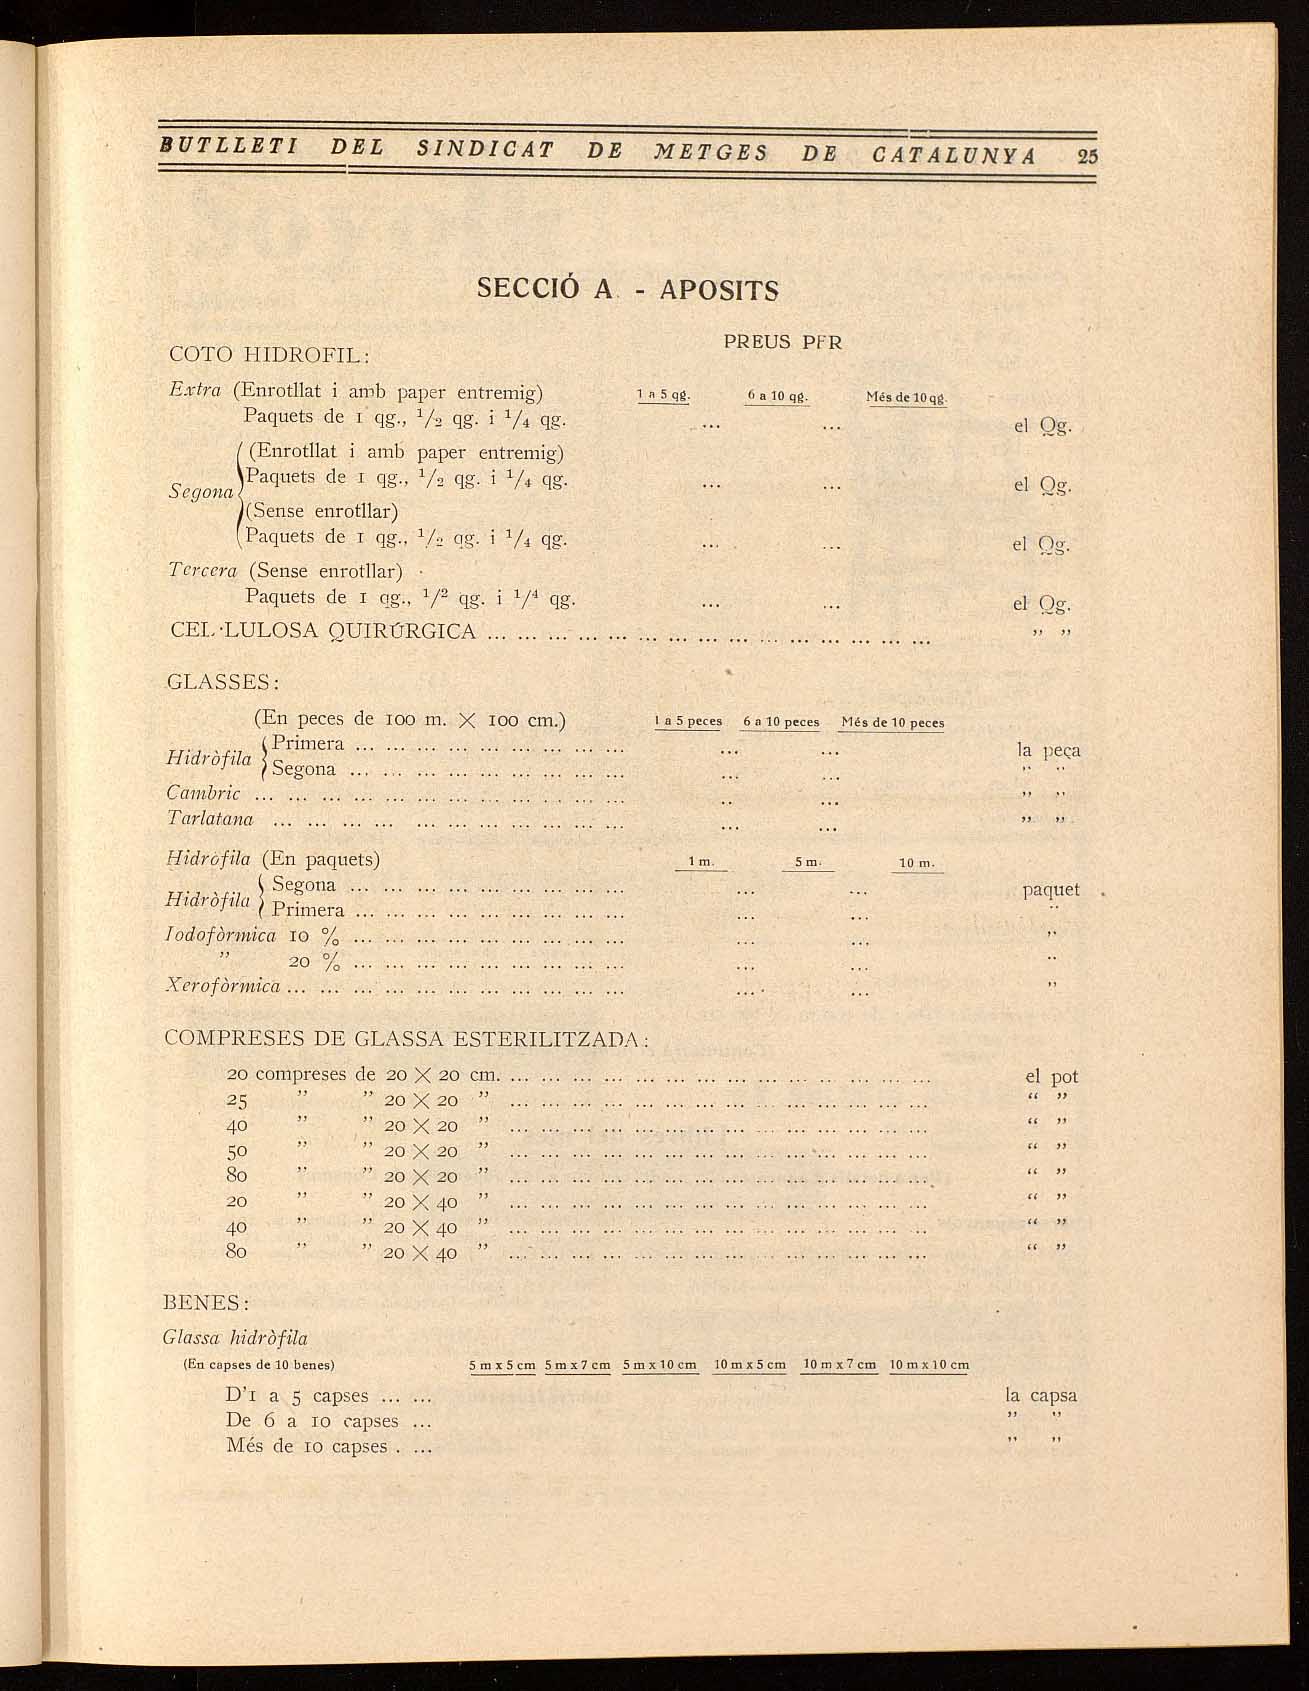 BUTLLETI DEL SINDICAT DE METGES DE CATALUNYA 25
SECCIÓ A. - APOSITS
PREUS PER
COTO HIDROFIL:
Extra (Enrotllat i amb paper entremig) 1 a 5 qg. 6 a 10 qg. Més de 10 qg.
Paquets de 1 qg., 1/2 qg. i 1/4 qg. ... ... el Qg.
(Enrotllat i amb paper entremig)
Paquets de 1 qg., 1/2 qg. i 1/4 qg. ... ... el Qg.
Segona
(Sense enrotllar)
Paquets de 1 qg., 1/2 qg. i 1/4 qg. ... ... el Qg.
Tercera (Sense enrotllar)
Paquets de 1 qg., 1/2 qg. i 1/4 qg. ... ... el Qg.
CEL·LULOSA QUIRÚRGICA ... ... ... ... ... ... ... ... ... ... ... ... ... ... ... ” ”
GLASSES:
(En peces de 100 m. X 100 cm.) 1 a 5 peces 6 a 10 peces Més de 10 peces
Hidròfila
Primera ... ... ... ... ... ... ... ... ... ... ... la peça
Segona ... ... ... ... ... ... ... ... ... ... ... ” ”
Cambric ... ... ... ... ... ... ... ... ... ... ... ... .. ... ” ”
Tarlatana ... ... ... ... ... ... ... ... ... ... ... ... ... ” ”
Hidròfila (En paquets) 1 m. 5 m. 10 m.
Hidròfila
Segona ... ... ... ... ... ... ... ... ... ... ... paquet
Primera ... ... ... ... ... ... ... ... ... ... ... ”
Iodofòrmica 10 % ... ... ... ... ... ... ... ... ... ... ... ”
” 20 % ... ... ... ... ... ... ... ... ... ... ... ”
Xerofòrmica ... ... ... ... ... ... ... ... ... ... ... ... ... ”
COMPRESES DE GLASSA ESTERILITZADA:
20 compreses de 20 X 20 cm. ... ... ... ... ... ... ... ... ... ... ... ... ... ... el pot
25 ” ” 20 X 20 ” ... ... ... ... ... ... ... ... ... ... ... ... ... ... “ ”
40 ” ” 20 X 20 ” ... ... ... ... ... ... ... ... ... ... ... ... ... ... “ ”
50 ” ” 20 X 20 ” ... ... ... ... ... ... ... ... ... ... ... ... ... ... “ ”
80 ” ” 20 X 20 ” ... ... ... ... ... ... ... ... ... ... ... ... ... ... “ ”
20 ” ” 20 X 40 ” ... ... ... ... ... ... ... ... ... ... ... ... ... ... “ ”
40 ” ” 20 X 40 ” ... ... ... ... ... ... ... ... ... ... ... ... ... .. “ ”
80 ” ” 20 X 40 ” ... ... ... ... ... ... ... ... ... ... ... ... ... ... “ ”
BENES:
Glassa hidròfila
(En capses de 10 benes) 5 m x 5 cm 5 m x 7 cm 5 m x 10 cm 10 m x 5 cm 10 m x 7 cm 10 m x 10 cm
D'1 a 5 capses ... ... la capsa
De 6 a 10 capses ... ” ”
Més de 10 capses . ... ” ”